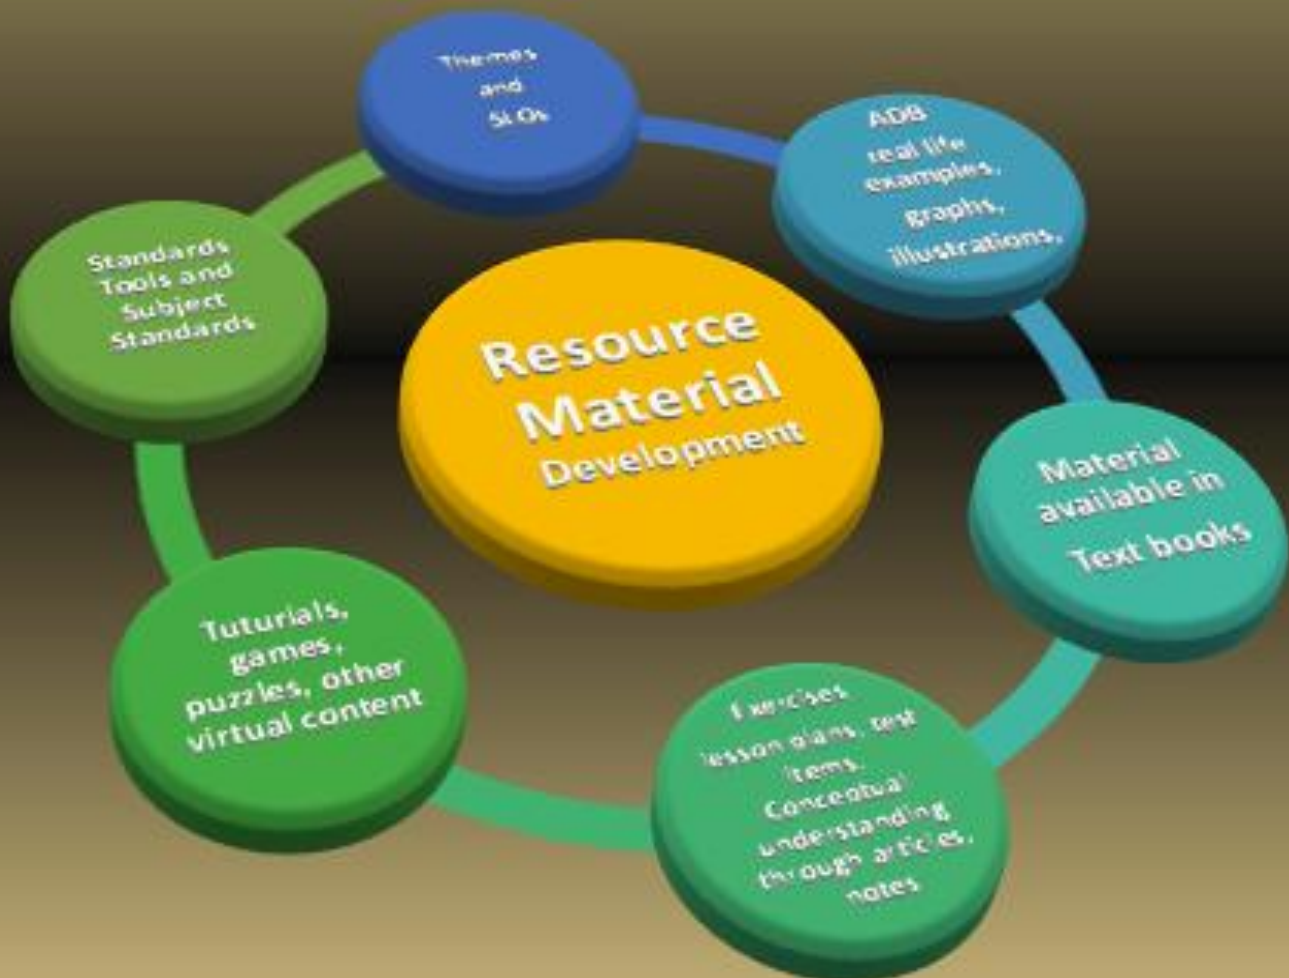 Themes
and
SLOs
ADB
real life
examples,
graphs,
illustrations,
Material
available in
Text books
Exercises
lesson plans, test
items.
Conceptual
understanding
through articles,
notes
Tuturials,
games,
puzzles, other
virtual content
Standards
Tools and
Subject
Standards
Resource
Material
Development